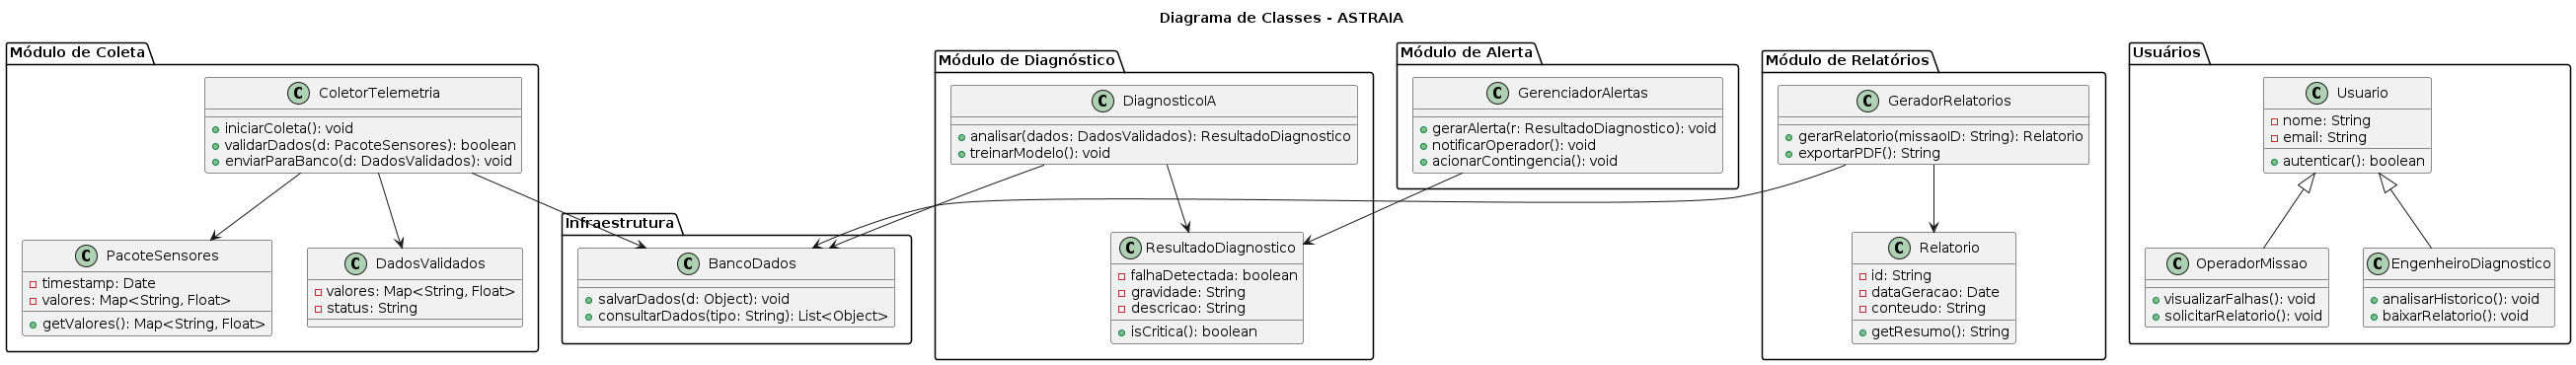 Diagrama de Classes - ASTRAIA
Módulo de Coleta
C ColetorTelemetria
iniciarColeta(): void
validarDados(d: PacoteSensores): boolean
enviarParaBanco(d: DadosValidados): void
C PacoteSensores
timestamp: Date
valores: Map<String, Float>
getValores(): Map<String, Float>
C DadosValidados
valores: Map<String, Float>
status: String
Infraestrutura
C BancoDados
salvarDados(d: Object): void
consultarDados(tipo: String): List<Object>
Módulo de Diagnóstico
C DiagnosticoIA
analisar(dados: DadosValidados): ResultadoDiagnostico
treinarModelo(): void
C ResultadoDiagnostico
falhaDetectada: boolean
gravidade: String
descricao: String
isCritica(): boolean
Módulo de Alerta
C GerenciadorAlertas
gerarAlerta(r: ResultadoDiagnostico): void
notificarOperador(): void
acionarContingencia(): void
Módulo de Relatórios
C GeradorRelatorios
gerarRelatorio(missaoID: String): Relatorio
exportarPDF(): String
C Relatorio
id: String
dataGeracao: Date
conteudo: String
getResumo(): String
Usuários
C Usuario
nome: String
email: String
autenticar(): boolean
C OperadorMissao
visualizarFalhas(): void
solicitarRelatorio(): void
C EngenheiroDiagnostico
analisarHistorico(): void
baixarRelatorio(): void